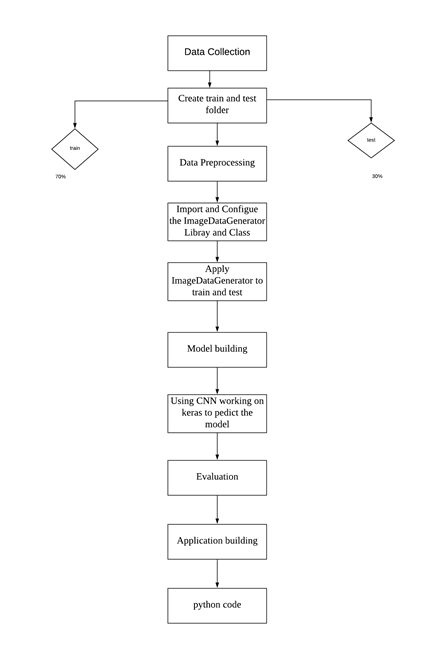 Data Collection
Create train and test
folder
train
test
70%
30%
Data Preprocessing
Import and Configue
the ImageDataGenerator
Libray and Class
Apply
ImageDataGenerator to
train and test
Model building
Using CNN working on
keras to pedict the
model
Evaluation
Application building
python code